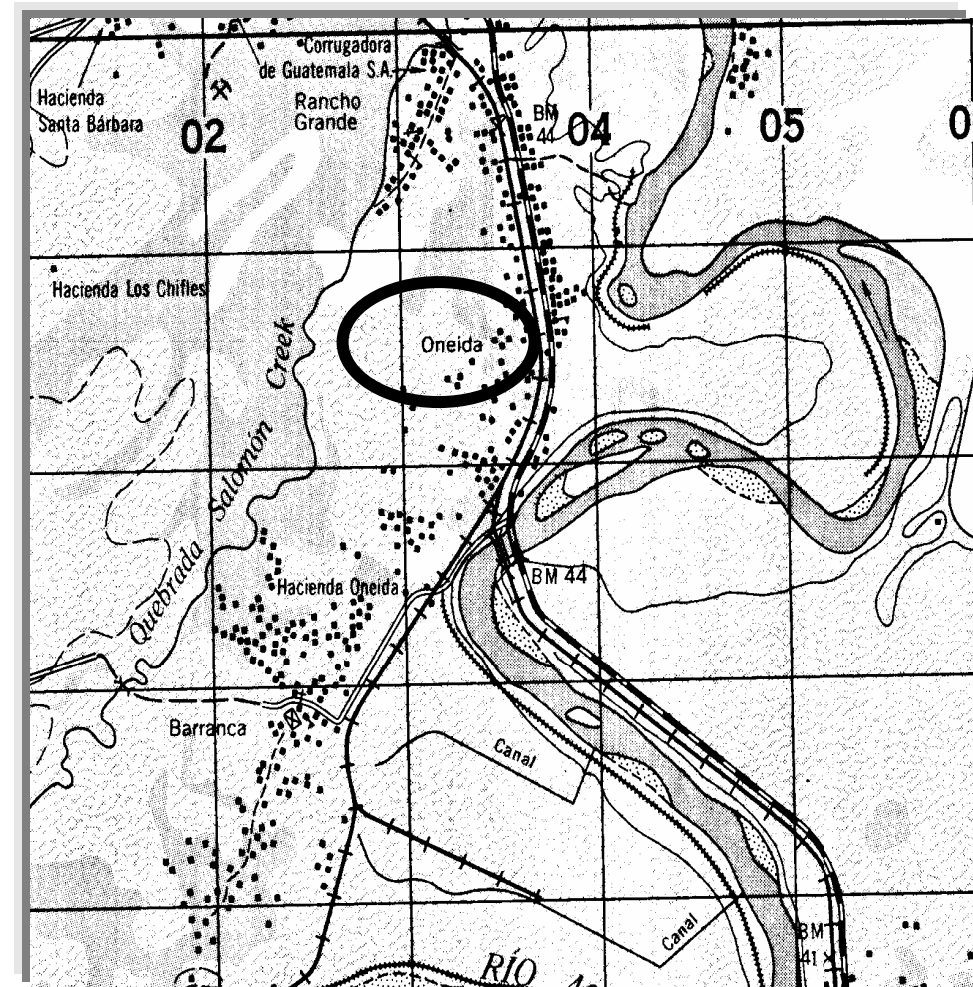 Corrugadora
de Guatemala S.A.
Hacienda
Santa Bárbara
Rancho
Grande
BM
44
02
04
05
0
Hacienda Los Chifles
Oneida
Quebrada Salomón Creek
Hacienda Oneida
BM 44
Barranca
Canal
Canal
BM
41
RÍO